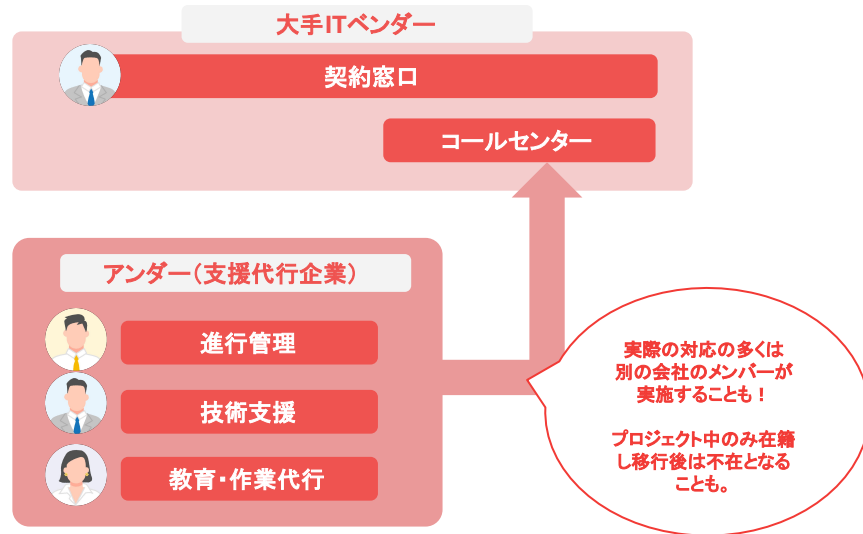 大手ITベンダー
契約窓口
コールセンター
アンダー（支援代行企業）
進行管理
技術支援
教育・作業代行
実際の対応の多くは
別の会社のメンバーが
実施することも！
プロジェクト中のみ在籍
し移行後は不在となる
ことも。